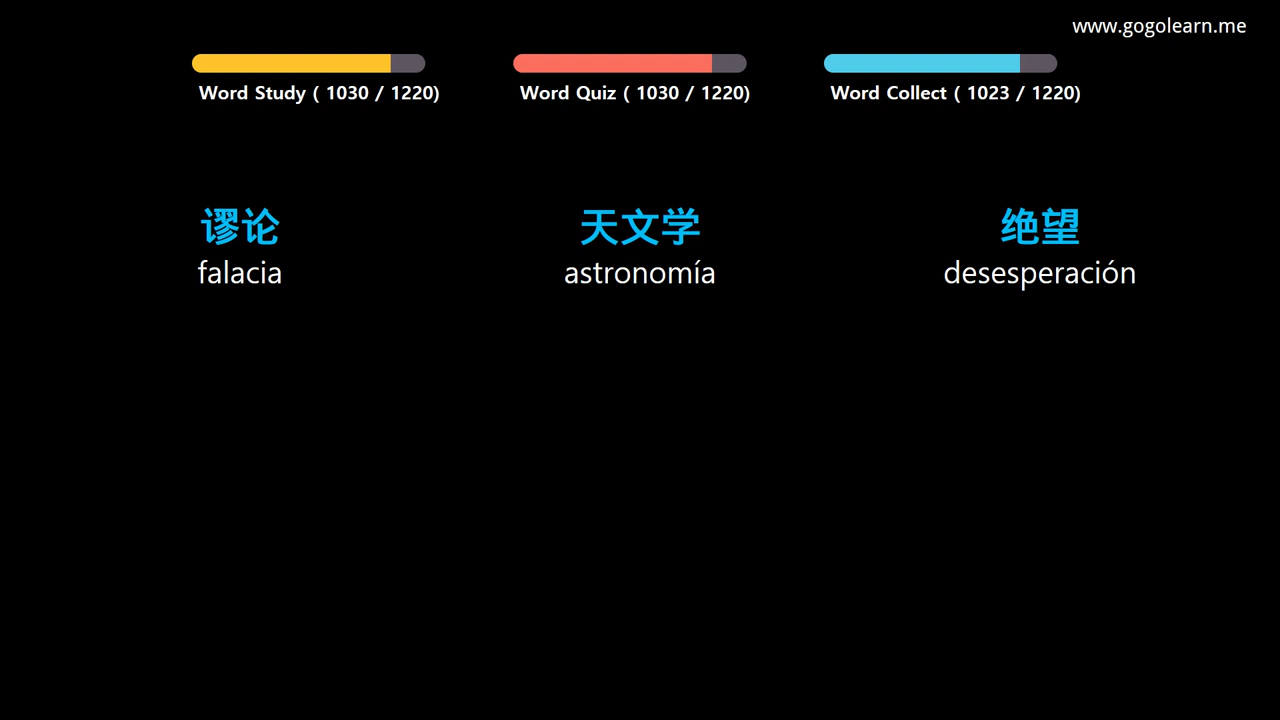 www.gogolearn.me
Word Study ( 1030 / 1220)
Word Quiz ( 1030 / 1220)
Word Collect ( 1023 / 1220)
谬论
falacia
天文学
astronomía
绝望
desesperación